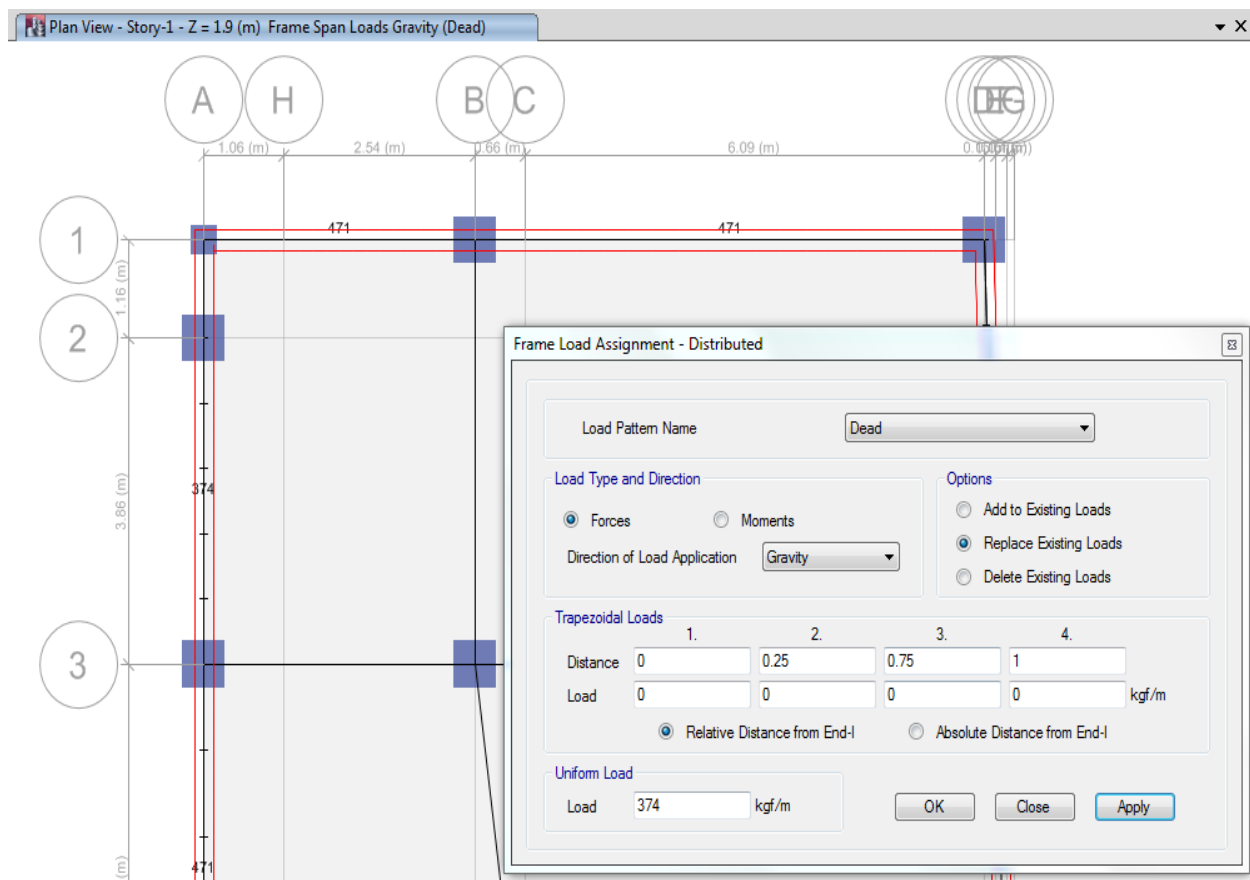 Plan View - Story-1 - Z = 1.9 (m) Frame Span Loads Gravity (Dead)
A H B C G
1.06 (m) 2.54 (m) 0.66 (m) 6.09 (m)
471 471
1
1.16 (m)
2
Frame Load Assignment - Distributed
Load Pattern Name Dead
Load Type and Direction
Forces Moments
Direction of Load Application Gravity
Options
Add to Existing Loads
Replace Existing Loads
Delete Existing Loads
374
3.86 (m)
Trapezoidal Loads
1. 2. 3. 4.
Distance 0 0.25 0.75 1
Load 0 0 0 0 kgf/m
Relative Distance from End-I Absolute Distance from End-I
3
Uniform Load
Load 374 kgf/m
OK Close Apply
471
(m)